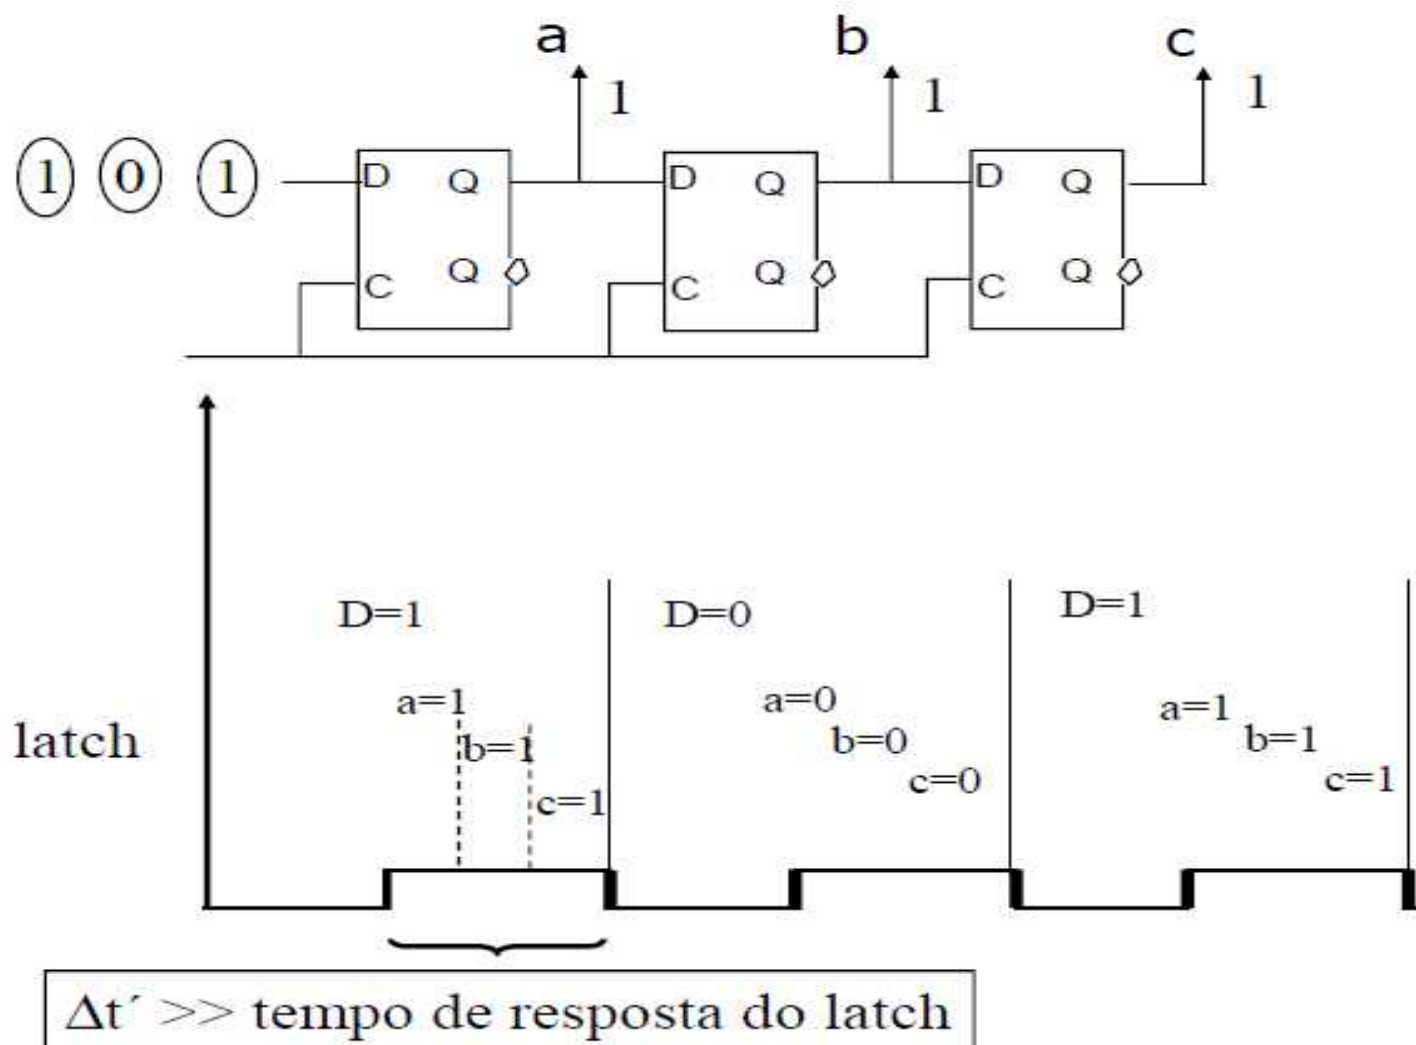 a b c
1 1 1
1 0 1
D Q D Q D Q
C Q C Q C Q
D=1 D=0 D=1
a=1 a=0 a=1
latch b=1 b=0 b=1
c=1 c=0 c=1
Δt´ >> tempo de resposta do latch